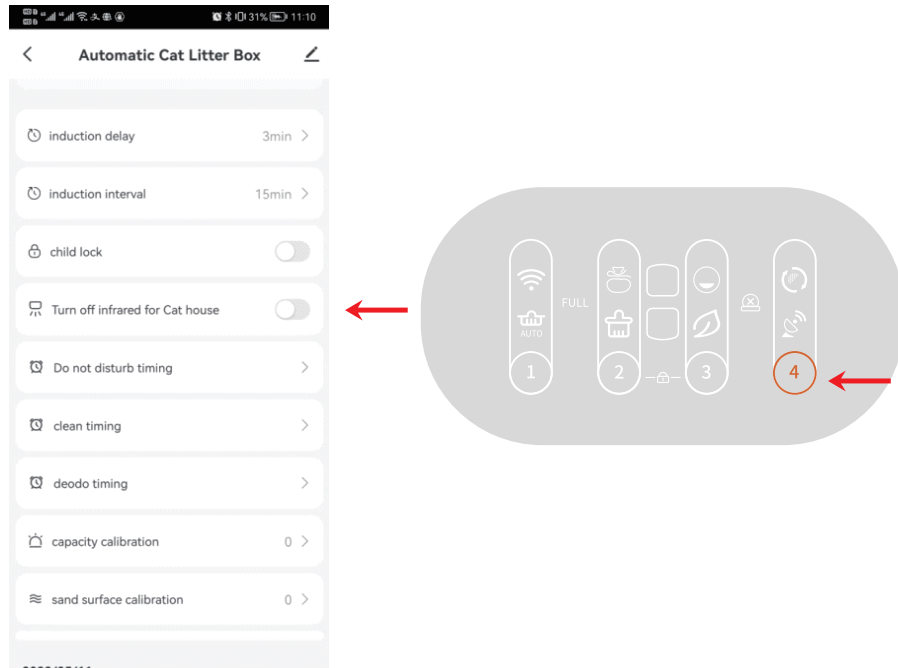 31% 11:10
Automatic Cat Litter Box
induction delay 3min
induction interval 15min
child lock
Turn off infrared for Cat house
Do not disturb timing
clean timing
deodo timing
capacity calibration 0
sand surface calibration 0
FULL
AUTO
1 2 3 4